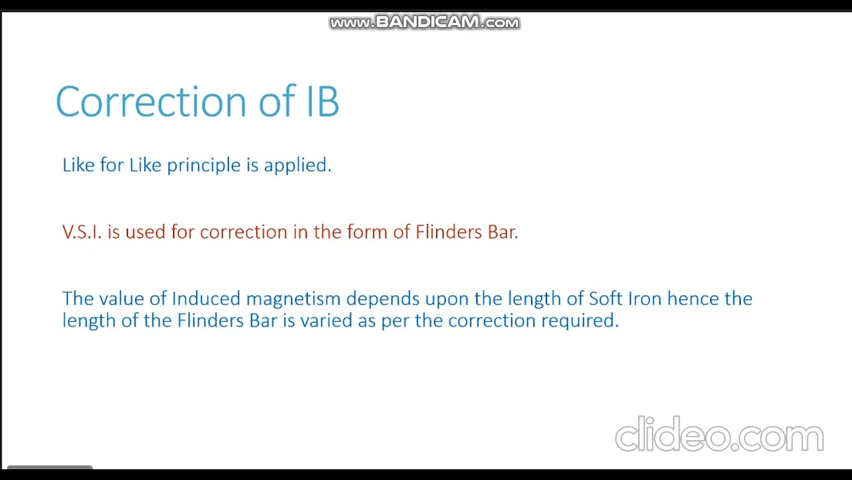 www.BANDICAM.com
Correction of IB
Like for Like principle is applied.
V.S.I. is used for correction in the form of Flinders Bar.
The value of Induced magnetism depends upon the length of Soft Iron hence the
length of the Flinders Bar is varied as per the correction required.
clideo.com